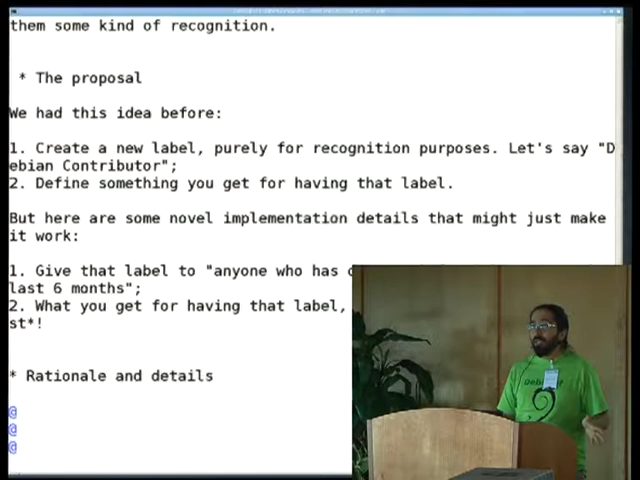 them some kind of recognition.
* The proposal
We had this idea before:
1. Create a new label, purely for recognition purposes. Let's say "D
ebian Contributor";
2. Define something you get for having that label.
But here are some novel implementation details that might just make
it work:
1. Give that label to "anyone who has
last 6 months";
2. What you get for having that label,
st*!
* Rationale and details
@
@
@